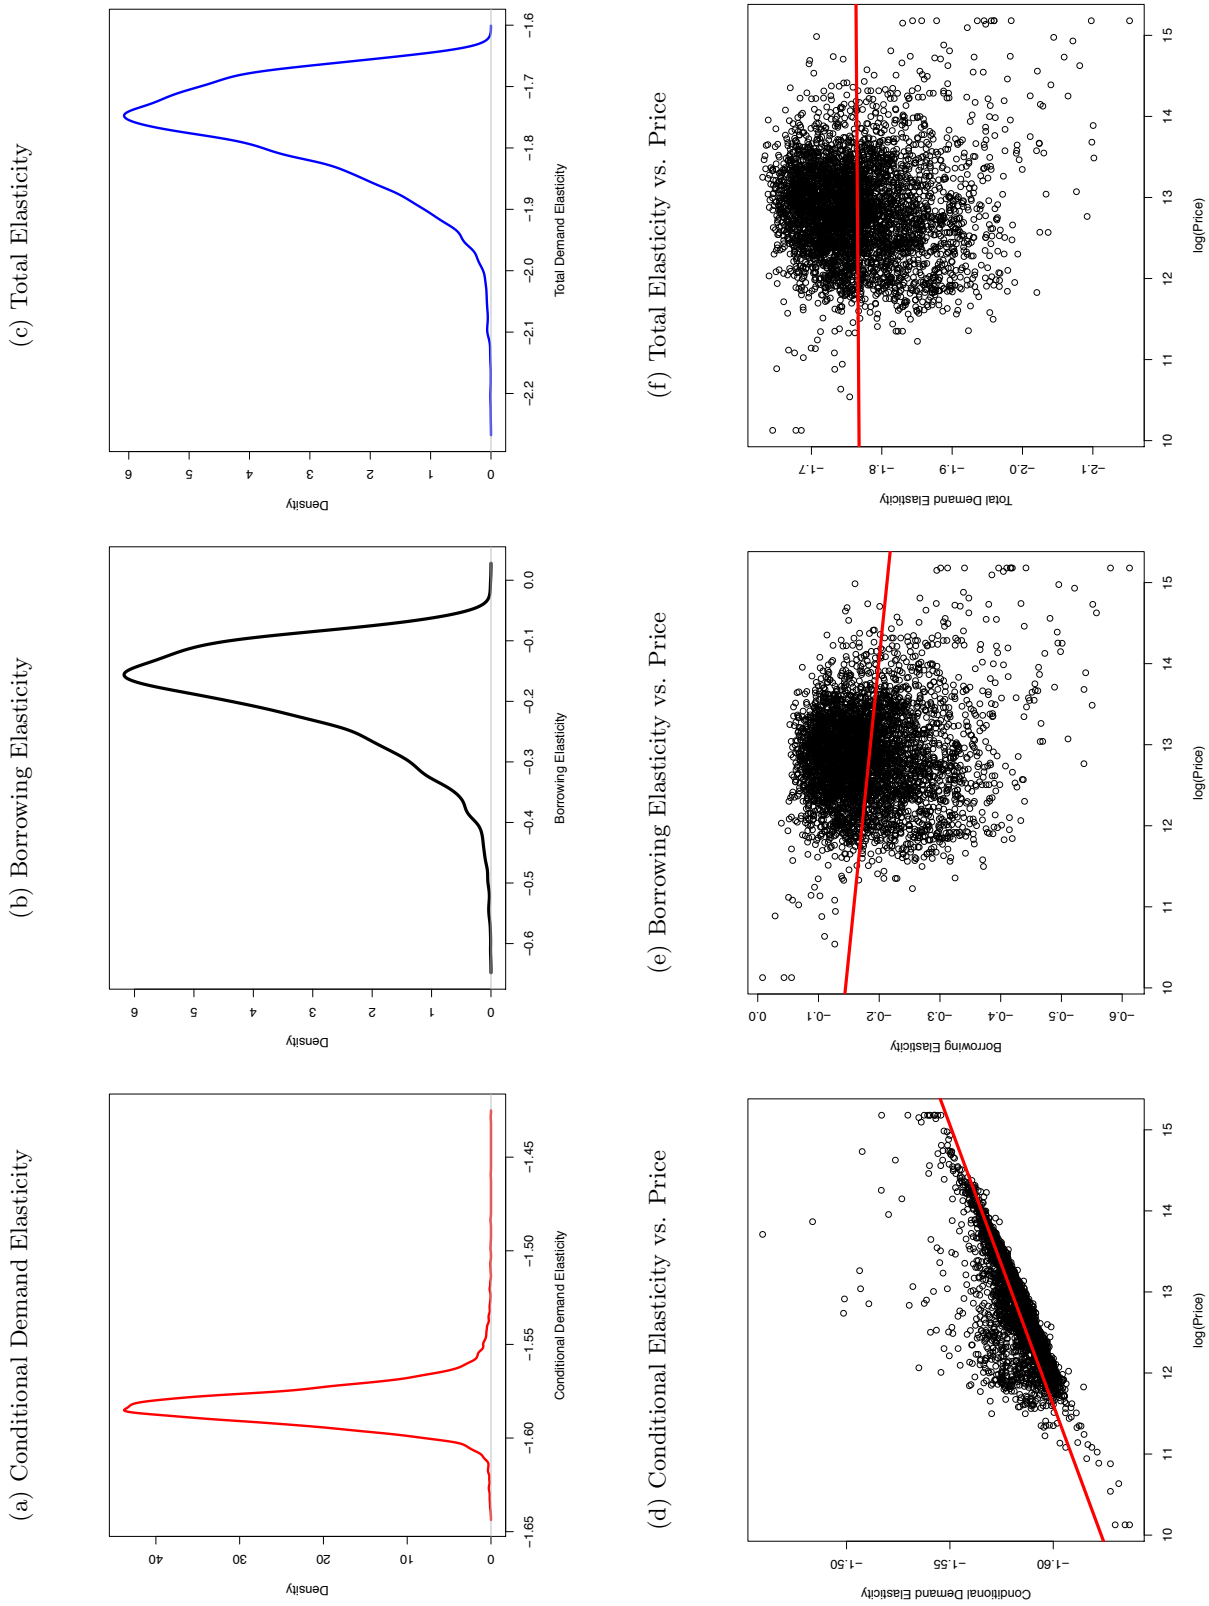 (a) Conditional Demand Elasticity
Density
0 10 20 30 40
−1.65 −1.60 −1.55 −1.50 −1.45
Conditional Demand Elasticity
(b) Borrowing Elasticity
Density
0 1 2 3 4 5 6
−0.6 −0.5 −0.4 −0.3 −0.2 −0.1 0.0
Borrowing Elasticity
(c) Total Elasticity
Density
0 1 2 3 4 5 6
−2.2 −2.1 −2.0 −1.9 −1.8 −1.7 −1.6
Total Demand Elasticity
(d) Conditional Elasticity vs. Price
Conditional Demand Elasticity
−1.60 −1.55 −1.50
10 11 12 13 14 15
log(Price)
(e) Borrowing Elasticity vs. Price
Borrowing Elasticity
−0.6 −0.5 −0.4 −0.3 −0.2 −0.1 0.0
10 11 12 13 14 15
log(Price)
(f) Total Elasticity vs. Price
Total Demand Elasticity
−2.1 −2.0 −1.9 −1.8 −1.7
10 11 12 13 14 15
log(Price)